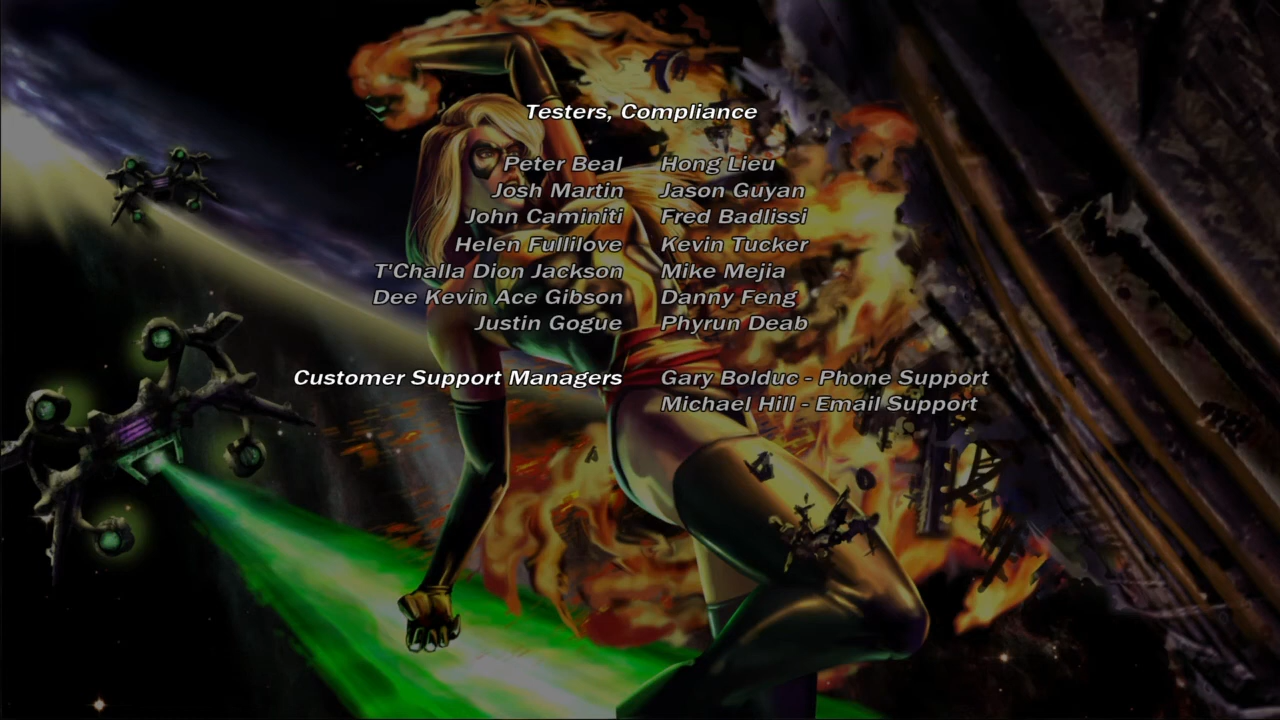 Testers, Compliance
Peter Beal Hong Lieu
Josh Martin Jason Guyan
John Caminiti Fred Badlissi
Helen Fullilove Kevin Tucker
T'Challa Dion Jackson Mike Mejia
Dee Kevin Ace Gibson Danny Feng
Justin Gogue Phyrun Deab
Customer Support Managers Gary Bolduc - Phone Support
Michael Hill - Email Support